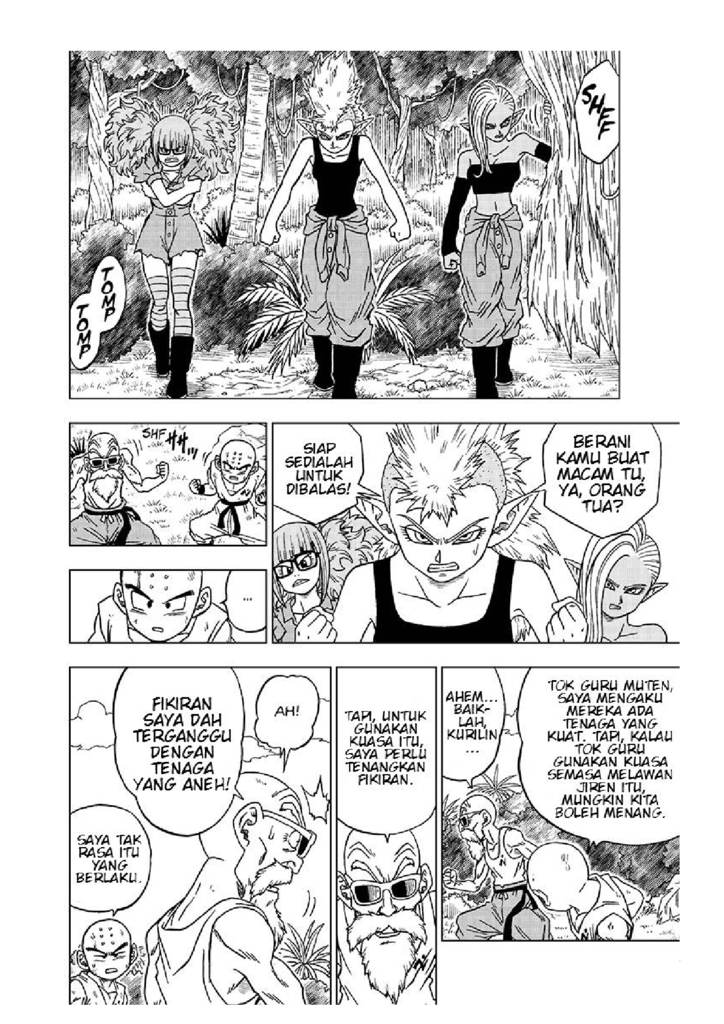 SHFF
TOMP
TOMP
BERANI
KAMU BUAT
MACAM TU,
YA, ORANG
TUA?
SIAP
SEDIALAH
UNTUK
DIBALAS!
SHF
...
TOK GURU MUTEN,
SAYA MENGAKU
MEREKA ADA
TENAGA YANG
KUAT. TAPI, KALAU
TOK GURU
GUNAKAN KUASA
SEMASA MELAWAN
JIREN ITU,
MUNGKIN KITA
BOLEH MENANG.
AHEM...
BAIK-
LAH,
KURILIN
...
TAPI, UNTUK
GUNAKAN
KUASA ITU,
SAYA PERLU
TENANGKAN
FIKIRAN.
AH!
FIKIRAN
SAYA DAH
TERGANGGU
DENGAN
TENAGA
YANG ANEH!
SAYA TAK
RASA ITU
YANG
BERLAKU.